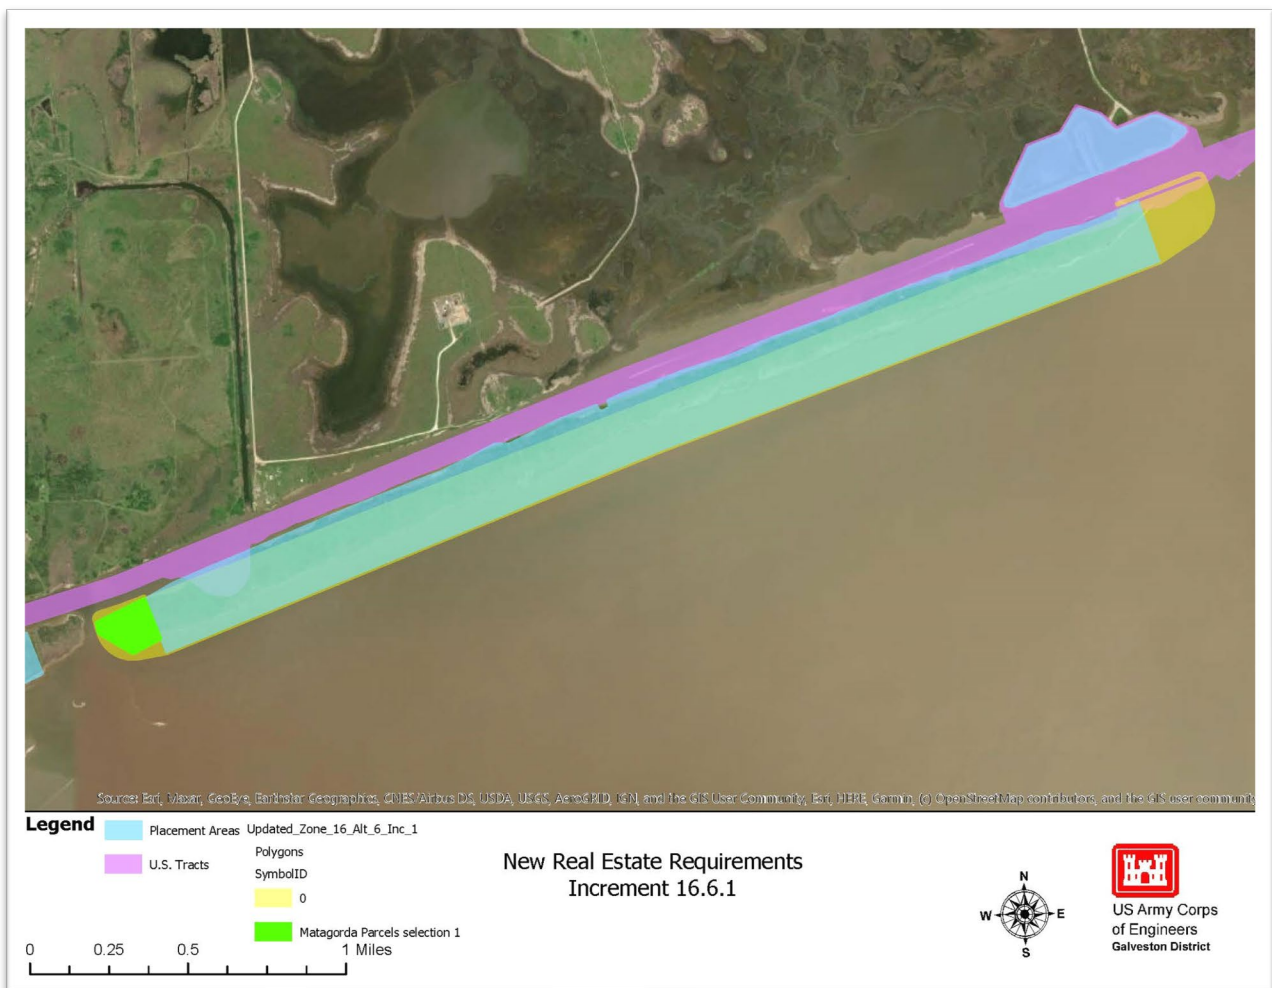 Source: Esri, Maxar, GeoEye, Earthstar Geographics, CNES/Airbus DS, USDA, USGS, AeroGRID, IGN, and the GIS User Community, Esri, HERE, Garmin, (c) OpenStreetMap contributors, and the GIS user community
Legend
Placement Areas
U.S. Tracts
Updated_Zone_16_Alt_6_Inc_1
Polygons
SymbolID
0
Matagorda Parcels selection 1
0 0.25 0.5 1 Miles
New Real Estate Requirements
Increment 16.6.1
N
W E
S
US Army Corps
of Engineers
Galveston District